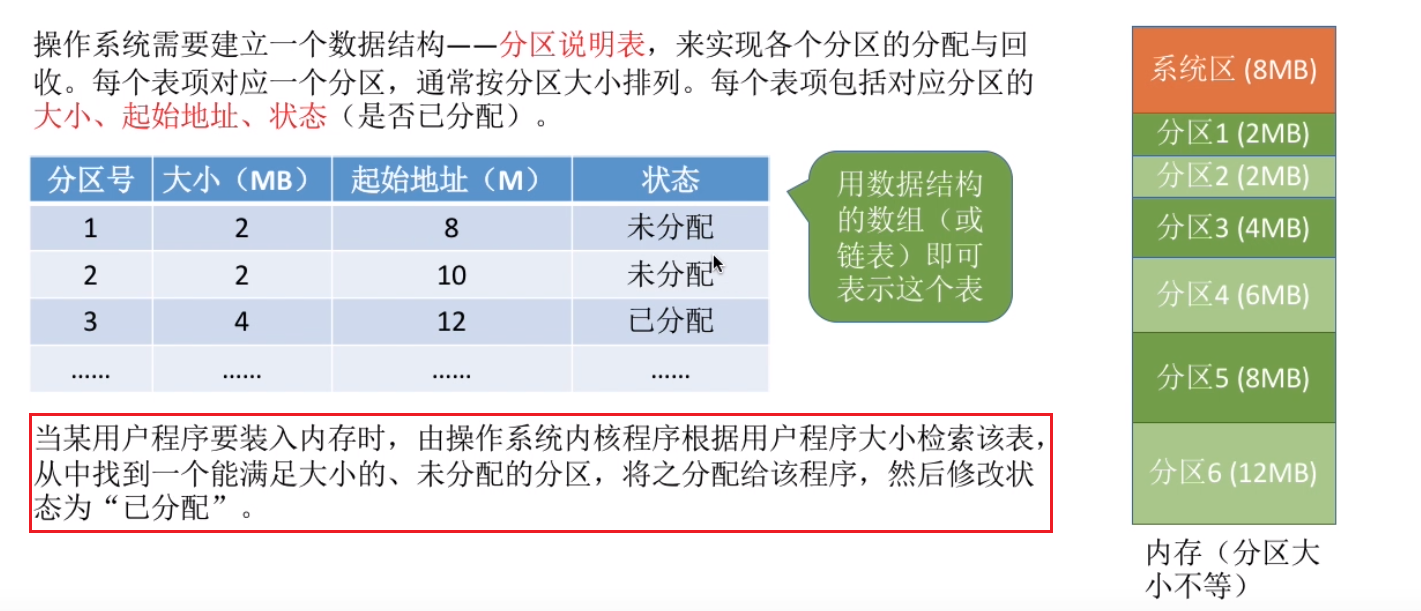 操作系统需要建立一个数据结构——分区说明表，来实现各个分区的分配与回
收。每个表项对应一个分区，通常按分区大小排列。每个表项包括对应分区的
大小、起始地址、状态（是否已分配）。
分区号 大小（MB） 起始地址（M） 状态
1 2 8 未分配
2 2 10 未分配
3 4 12 已分配
…… …… …… ……
用数据结构
的数组（或
链表）即可
表示这个表
当某用户程序要装入内存时，由操作系统内核程序根据用户程序大小检索该表，
从中找到一个能满足大小的、未分配的分区，将之分配给该程序，然后修改状
态为“已分配”。
系统区 (8MB)
分区1 (2MB)
分区2 (2MB)
分区3 (4MB)
分区4 (6MB)
分区5 (8MB)
分区6 (12MB)
内存（分区大
小不等）